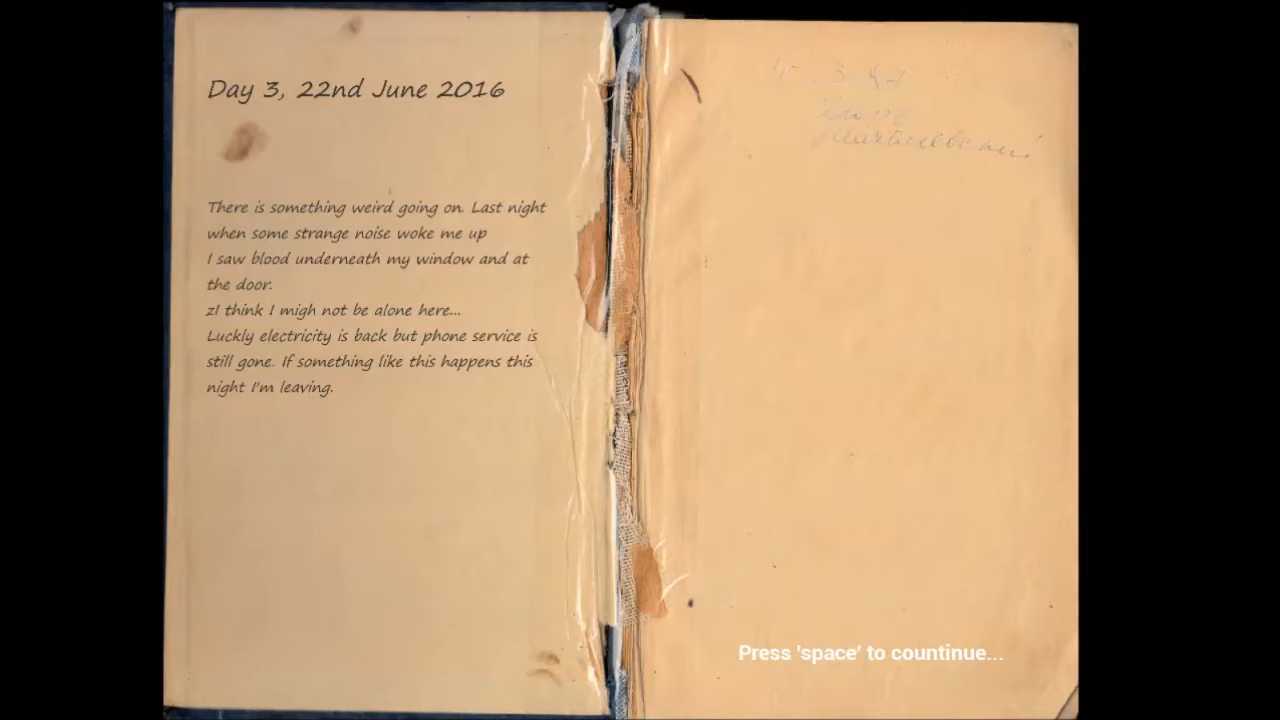 Day 3, 22nd June 2016
There is something weird going on. Last night
when some strange noise woke me up
I saw blood underneath my window and at
the door.
zI think I migh not be alone here...
Luckly electricity is back but phone service is
still gone. If something like this happens this
night I'm leaving.
Press 'space' to countinue...